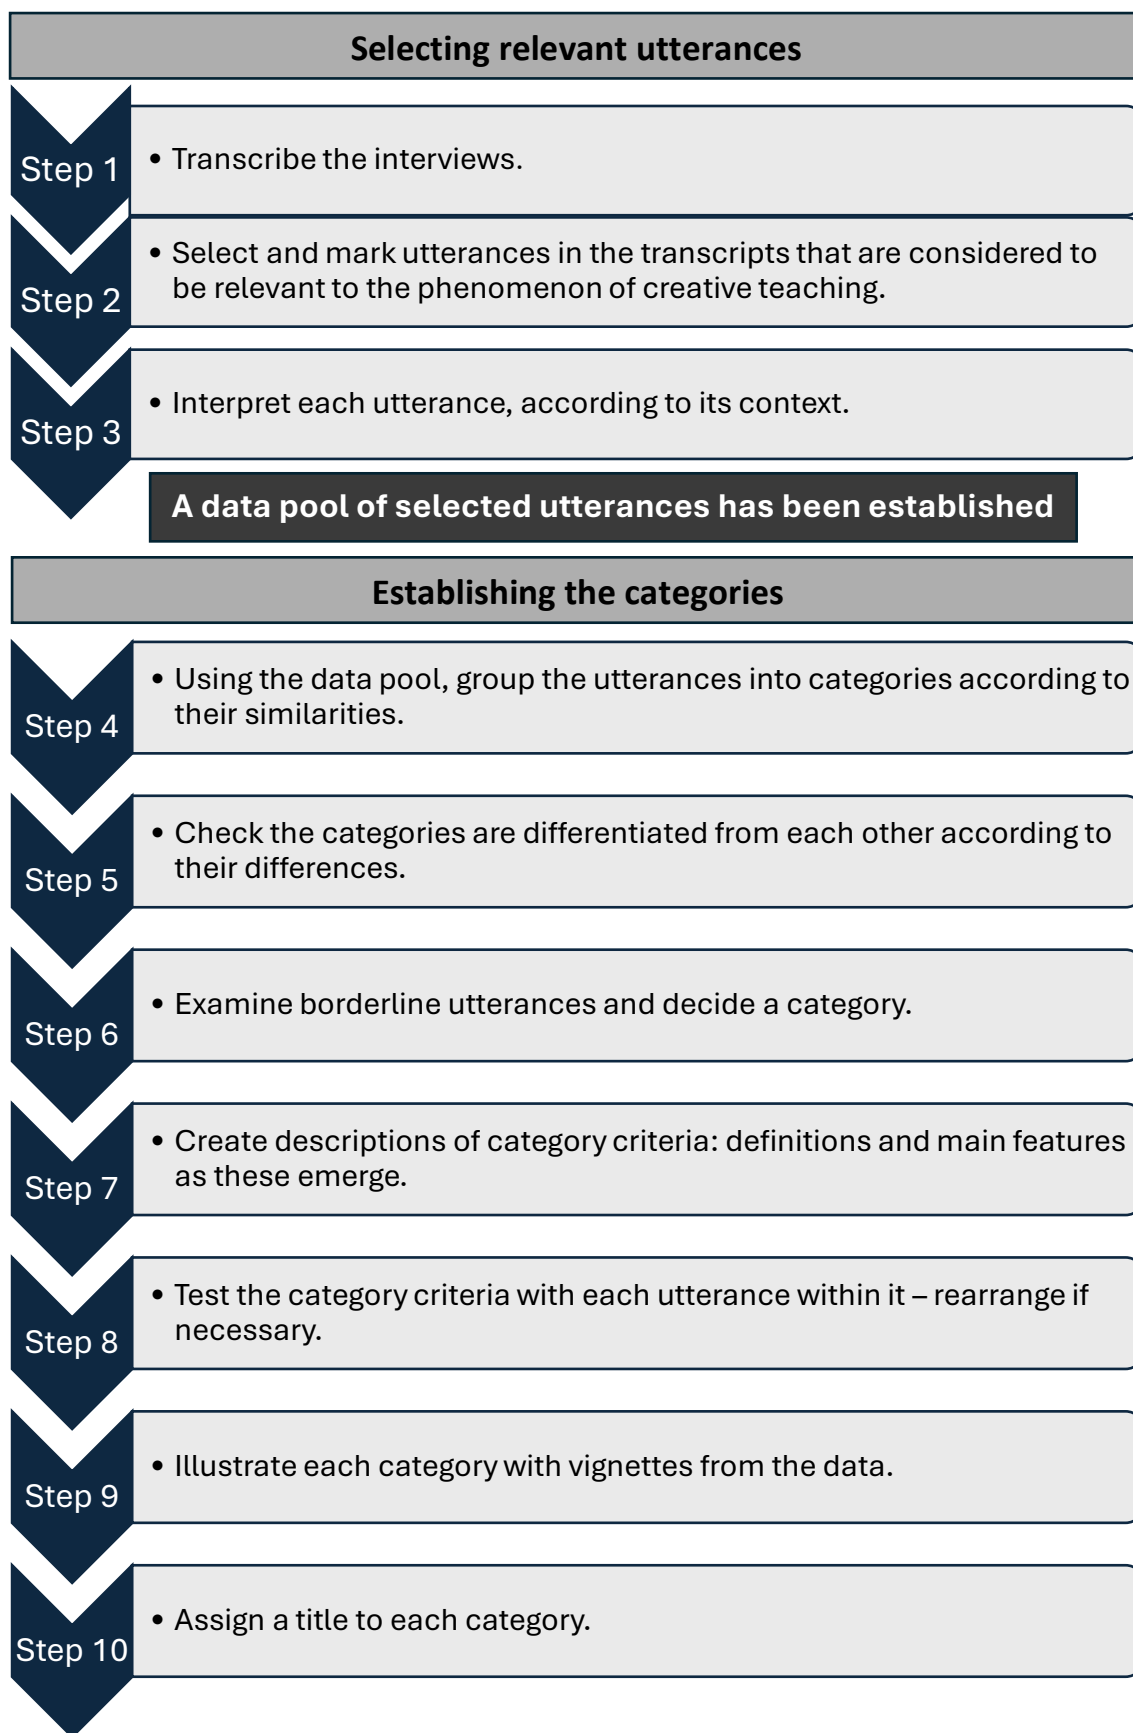 Selecting relevant utterances
Step 1
• Transcribe the interviews.
Step 2
• Select and mark utterances in the transcripts that are considered to
be relevant to the phenomenon of creative teaching.
Step 3
• Interpret each utterance, according to its context.
A data pool of selected utterances has been established
Establishing the categories
Step 4
• Using the data pool, group the utterances into categories according to
their similarities.
Step 5
• Check the categories are differentiated from each other according to
their differences.
Step 6
• Examine borderline utterances and decide a category.
Step 7
• Create descriptions of category criteria: definitions and main features
as these emerge.
Step 8
• Test the category criteria with each utterance within it – rearrange if
necessary.
Step 9
• Illustrate each category with vignettes from the data.
Step 10
• Assign a title to each category.